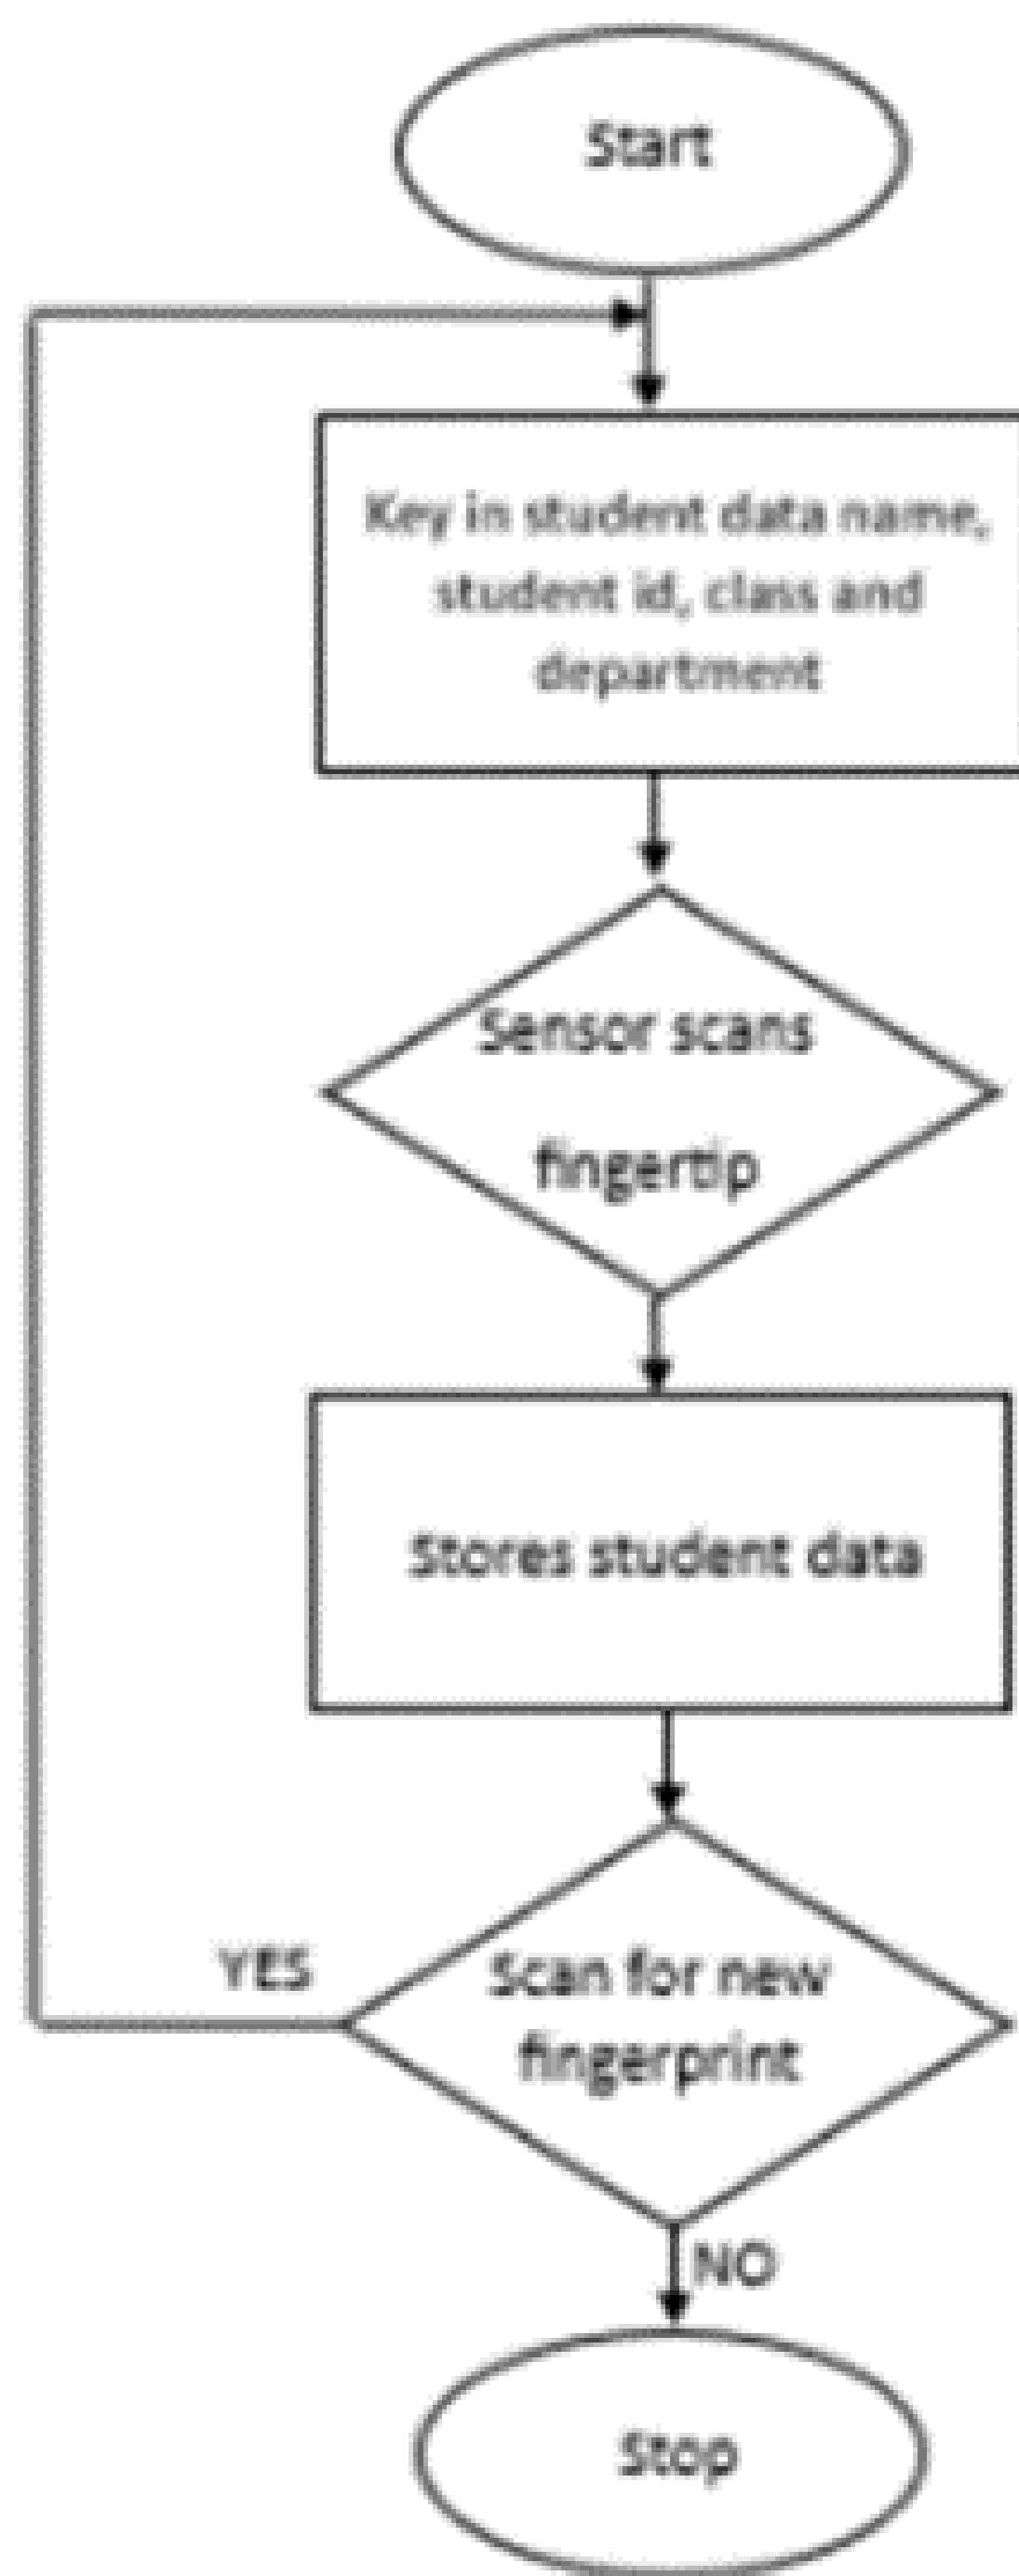 Start
Key in student data name,
student id, class and
department
Sensor scans
fingertip
Stores student data
YES
Scan for new
fingerprint
NO
Stop